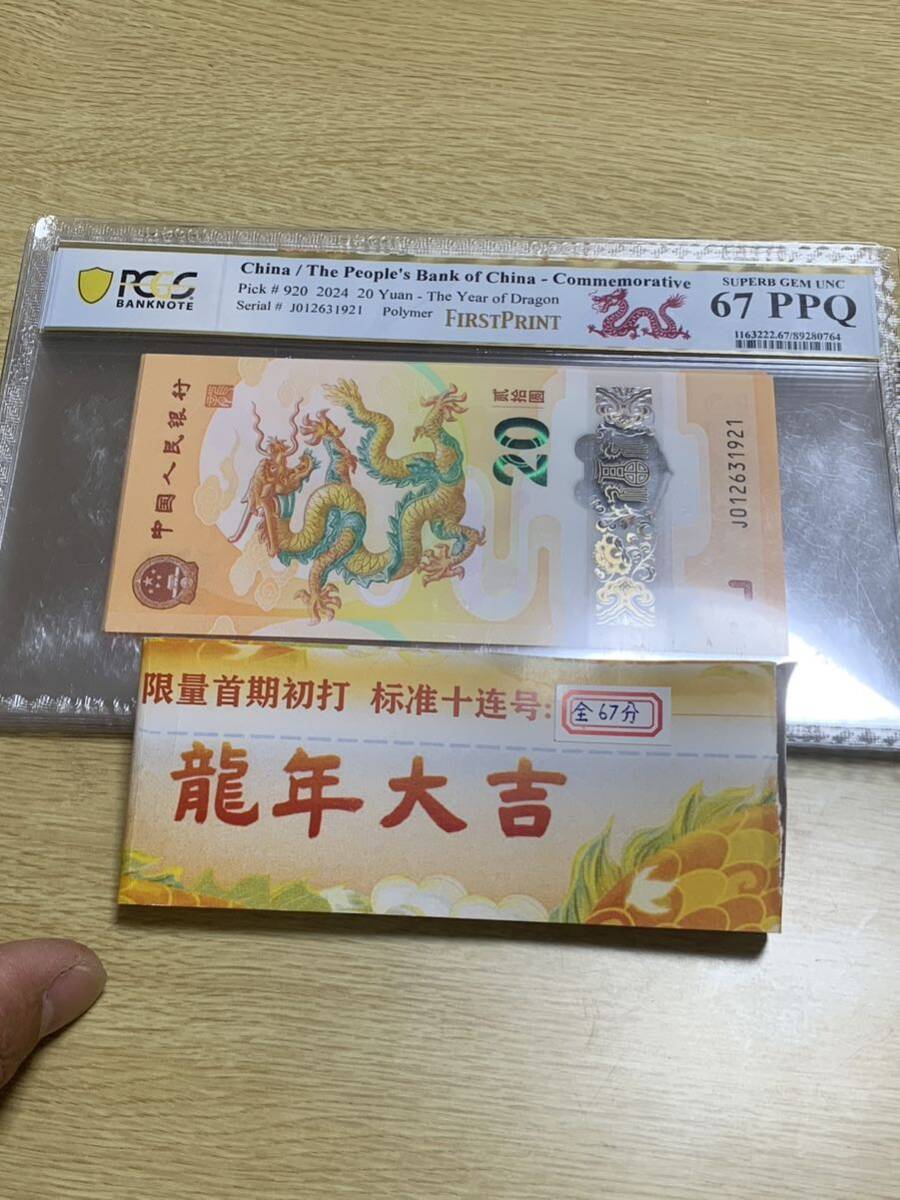 PCGS
BANKNOTE
China / The People's Bank of China - Commemorative
Pick # 920 2024 20 Yuan - The Year of Dragon
Serial # J012631921 Polymer FIRSTPRINT
SUPERB GEM UNC
67 PPQ
1163222.67/89280764
中国人民银行
贰拾圆
20
J012631921
限量首期初打 标准十连号:
全67分
龍年大吉